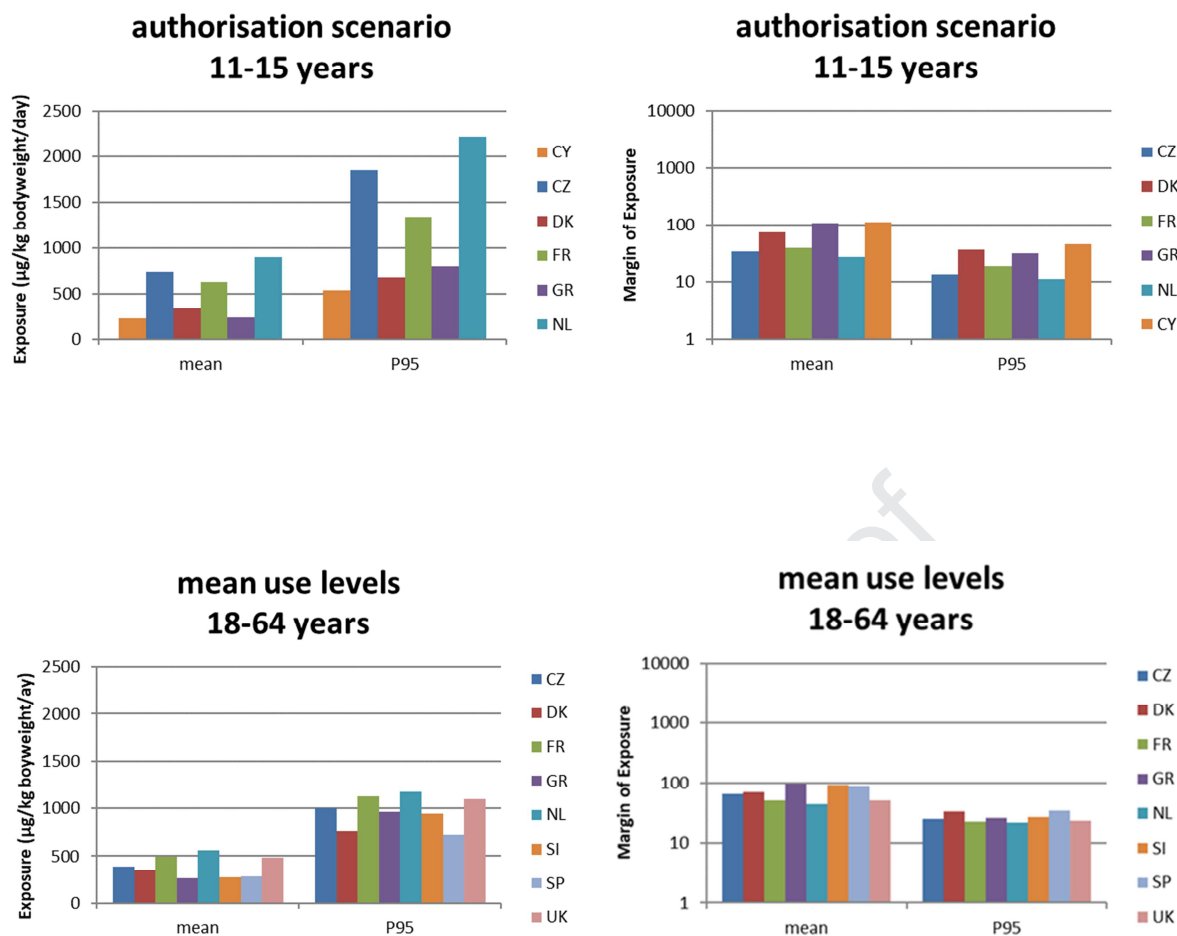 authorisation scenario
11-15 years
Exposure (µg/kg bodyweight/day)
2500
2000
1500
1000
500
0
mean
P95
CY
CZ
DK
FR
GR
NL
authorisation scenario
11-15 years
Margin of Exposure
10000
1000
100
10
1
mean
P95
CZ
DK
FR
GR
NL
CY
mean use levels
18-64 years
Exposure (µg/kg boyweight/ay)
2500
2000
1500
1000
500
0
mean
P95
CZ
DK
FR
GR
NL
SI
SP
UK
mean use levels
18-64 years
Margin of Exposure
10000
1000
100
10
1
mean
P95
CZ
DK
FR
GR
NL
SI
SP
UK